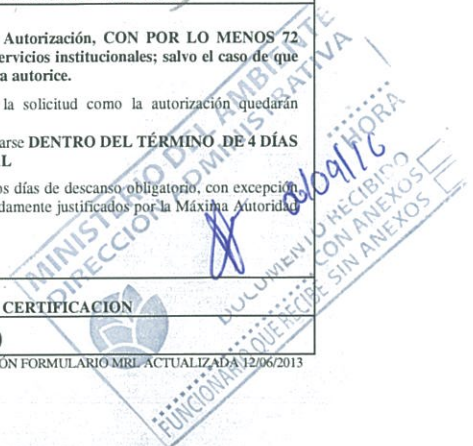 Autorización, CON POR LO MENOS 72
ervicios institucionales; salvo el caso de que
a autorice.
la solicitud como la autorización quedarán
arse DENTRO DEL TÉRMINO DE 4 DÍAS
L
os días de descanso obligatorio, con excepción
damente justificados por la Máxima Autoridad
CERTIFICACION
)
ÓN FORMULARIO MRL ACTUALIZADA 12/06/2013
MINISTERIO DEL AMBIENTE
DIRECCIÓN ADMINISTRATIVA
HORA
DOCUMENTO RECIBIDO
CON ANEXOS
SIN ANEXOS
FUNCIONARIO QUE RECIBE